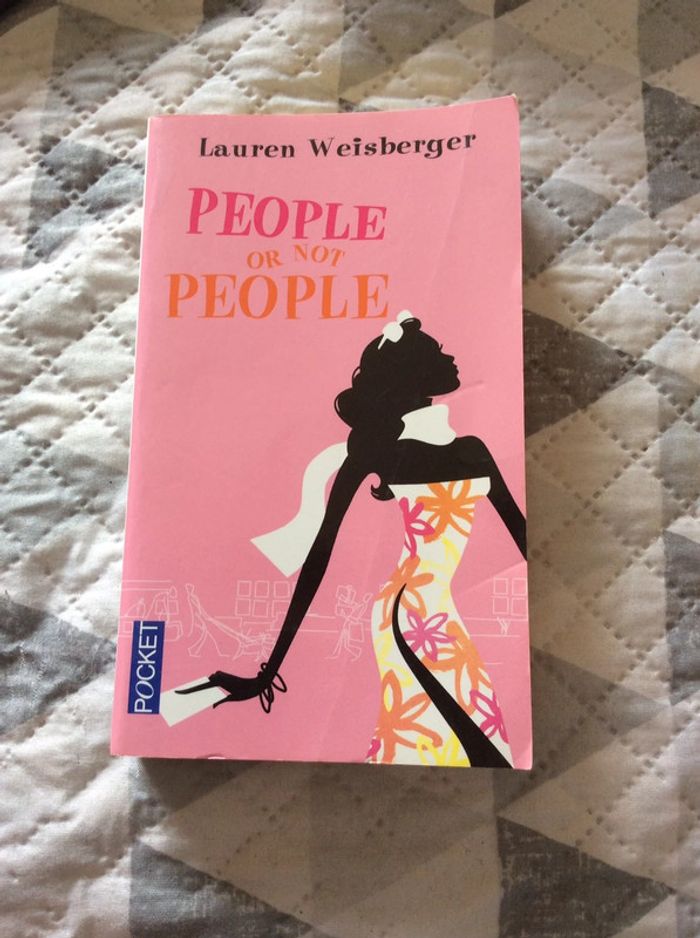 Lauren Weisberger
PEOPLE
OR NOT
PEOPLE
POCKET